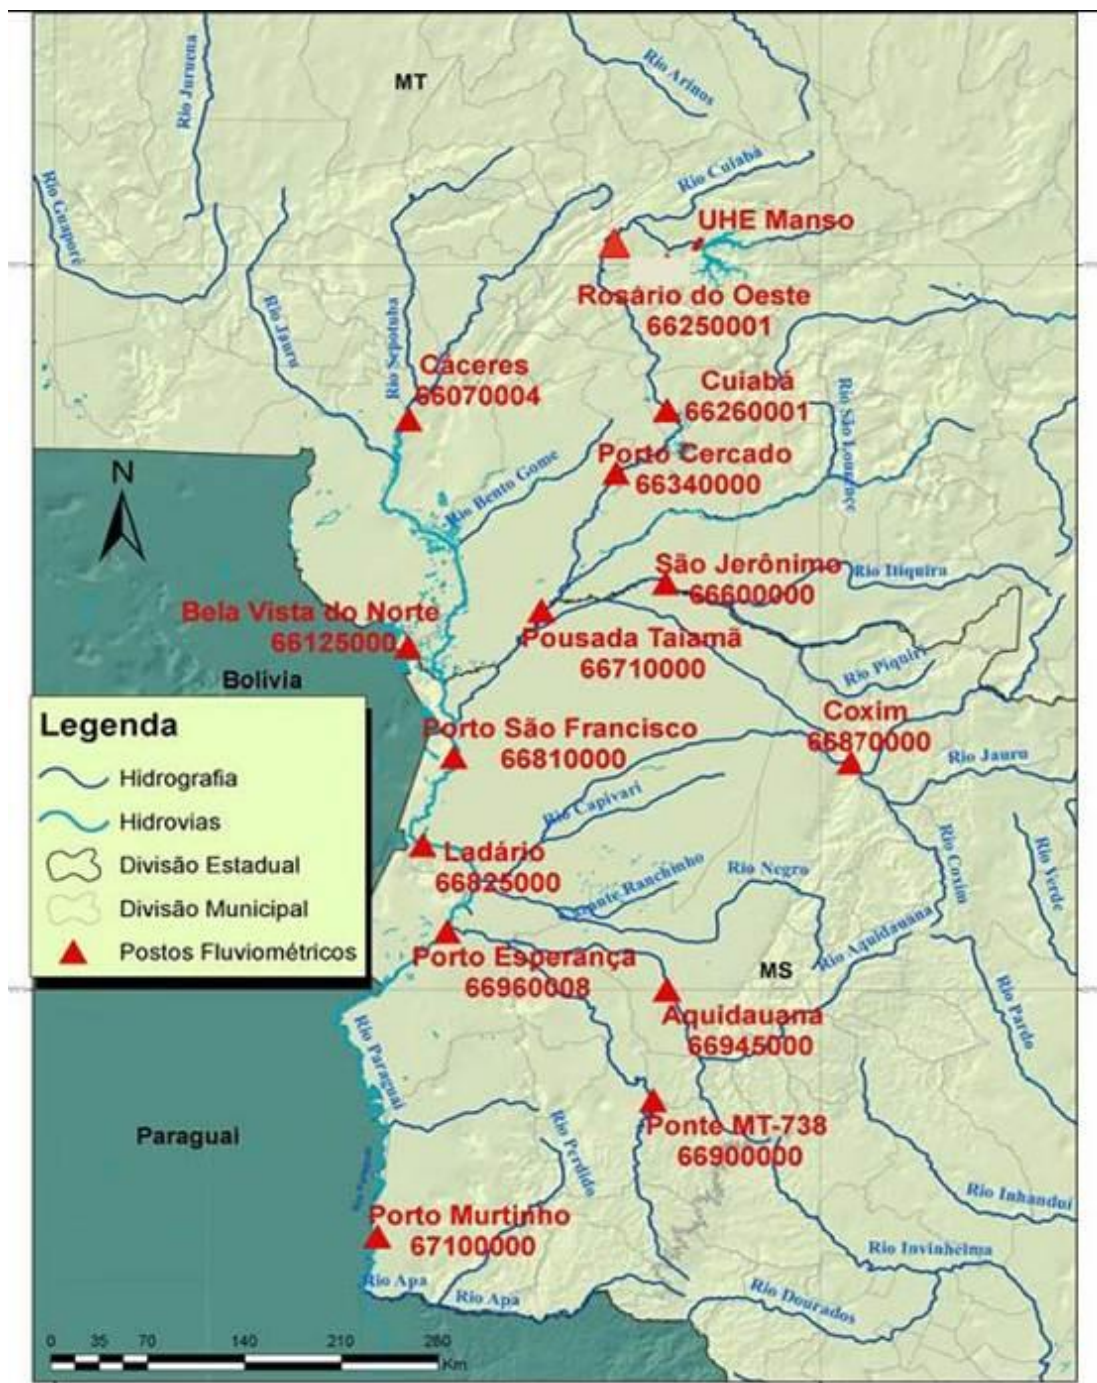 MT
Rio Arinos
Rio Juruena
Rio Guaporé
Rio Cuiabá
UHE Manso
Rosário do Oeste
66250001
Rio Jauru
Rio Sepotuba
Cáceres
66070004
Cuiabá
66260001
Rio São Lourenço
Porto Cercado
66340000
Rio Bento Gome
N
São Jerônimo
66600000
Rio Itiquira
Bela Vista do Norte
66125000
Pousada Taiamã
66710000
Rio Piquiri
Bolívia
Coxim
66870000
Porto São Francisco
66810000
Rio Jauru
Legenda
Hidrografia
Hidrovias
Divisão Estadual
Divisão Municipal
Postos Fluviométricos
Rio Capivari
Ladário
66825000
Rio Coxim
Rio Verde
Ranchinho
Rio Negro
Rio Aquidauana
Porto Esperança
66960008
MS
Aquidauana
66945000
Rio Pardo
Rio Paraguai
Paraguai
Ponte MT-738
66900000
Rio Perdido
Rio Inhanduí
Porto Murtinho
67100000
Rio Invinheima
Rio Apa
Rio Apa
Rio Dourados
0 35 70 140 210 280
Km